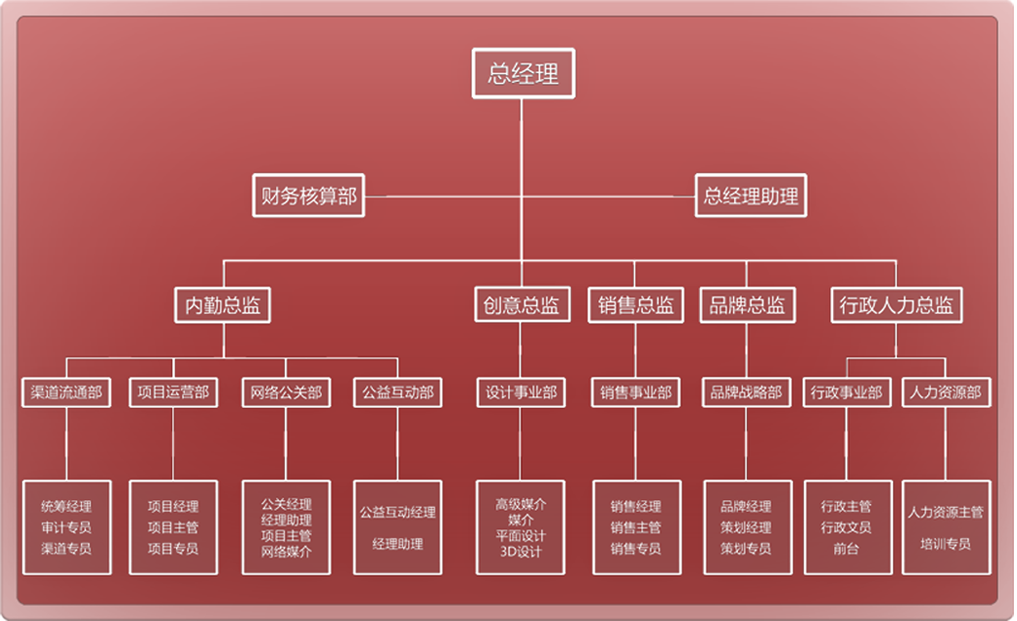 总经理
财务核算部
总经理助理
内勤总监
创意总监
销售总监
品牌总监
行政人力总监
渠道流通部
项目运营部
网络公关部
公益互动部
设计事业部
销售事业部
品牌战略部
行政事业部
人力资源部
统筹经理
审计专员
渠道专员
项目经理
项目主管
项目专员
公关经理
经理助理
项目主管
网络媒介
公益互动经理
经理助理
高级媒介
媒介
平面设计
3D设计
销售经理
销售主管
销售专员
品牌经理
策划经理
策划专员
行政主管
行政文员
前台
人力资源主管
培训专员